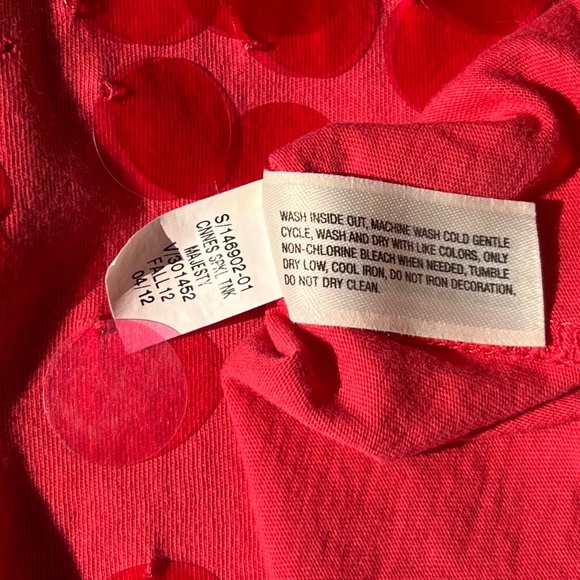 S/146902-01
CNNES SPKL TNK
MAJESTY
V/301452
FALL12
04/12
WASH INSIDE OUT, MACHINE WASH COLD GENTLE
CYCLE, WASH AND DRY WITH LIKE COLORS, ONLY
NON-CHLORINE BLEACH WHEN NEEDED, TUMBLE
DRY LOW, COOL IRON, DO NOT IRON DECORATION,
DO NOT DRY CLEAN.